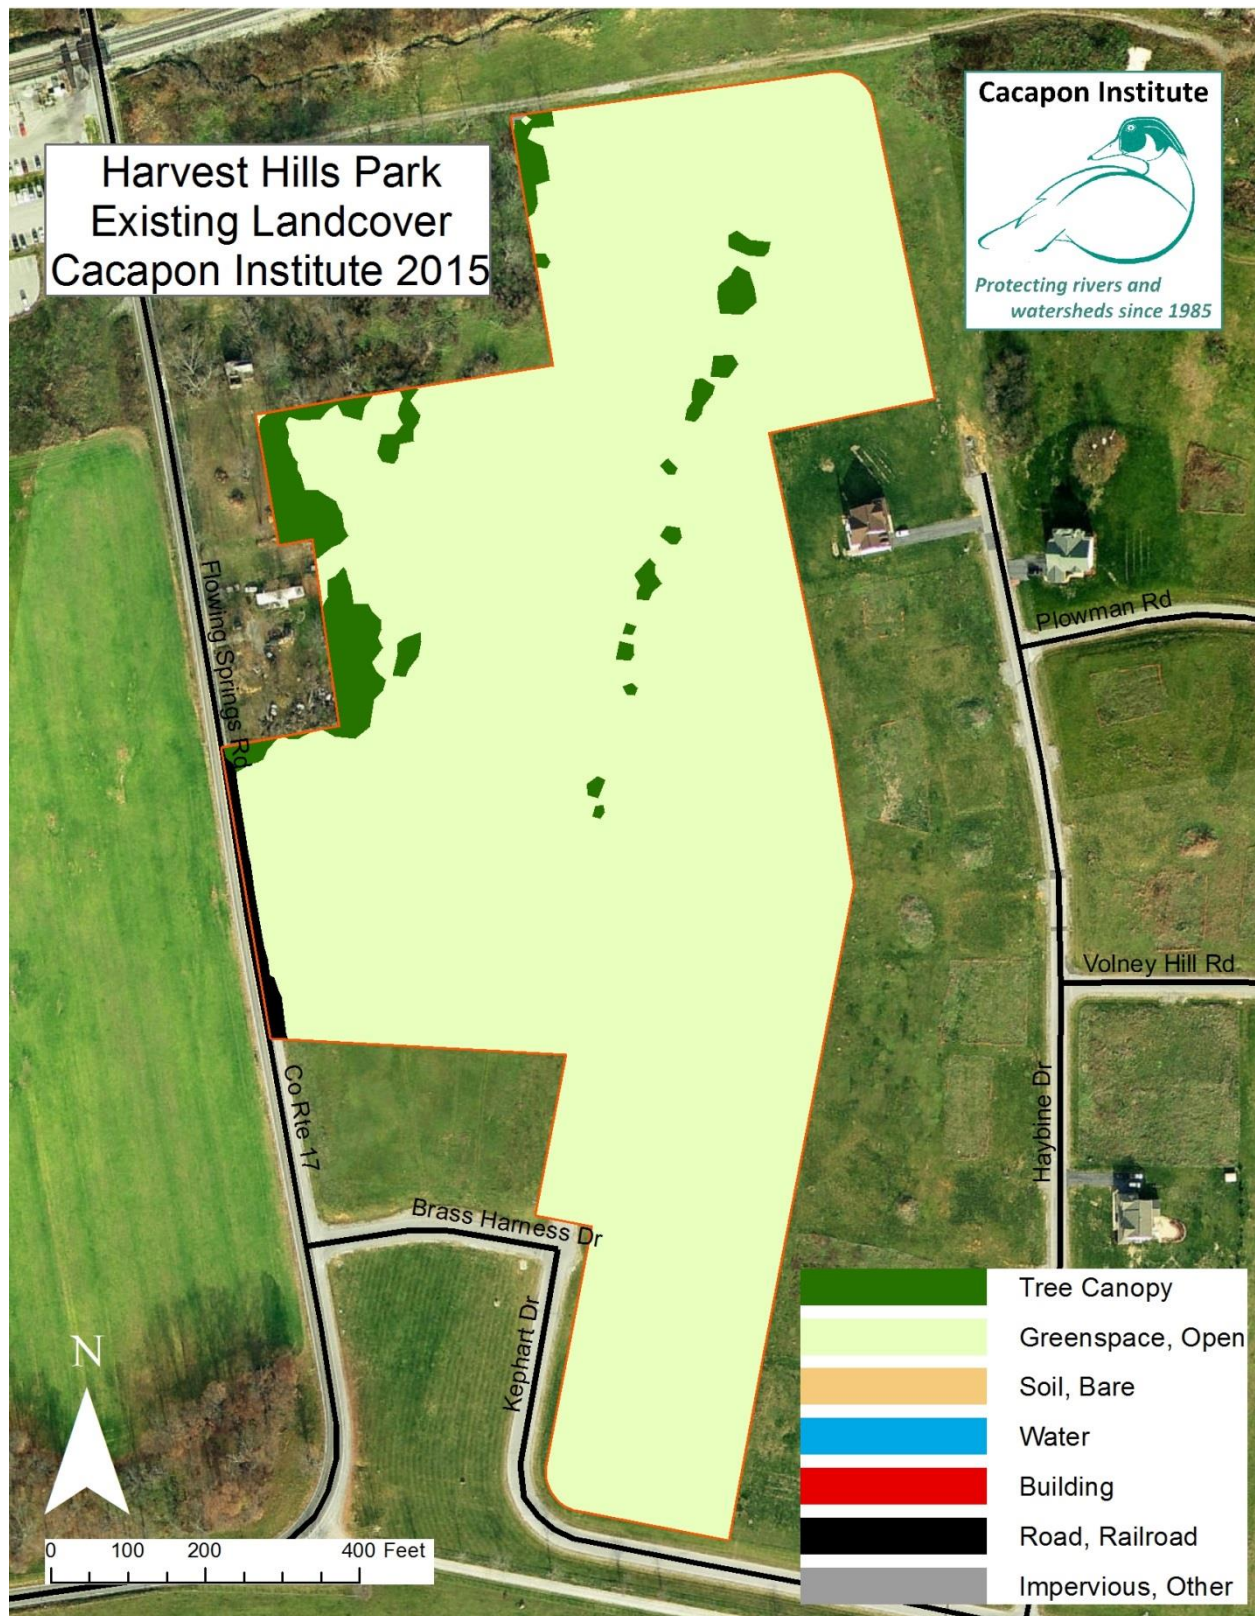 Harvest Hills Park
Existing Landcover
Cacapon Institute 2015
Cacapon Institute
Protecting rivers and
watersheds since 1985
Flowing Springs Rd
Plowman Rd
Volney Hill Rd
Haybine Dr
Co Rte 17
Brass Harness Dr
Kephart Dr
N
0 100 200 400 Feet
Tree Canopy
Greenspace, Open
Soil, Bare
Water
Building
Road, Railroad
Impervious, Other